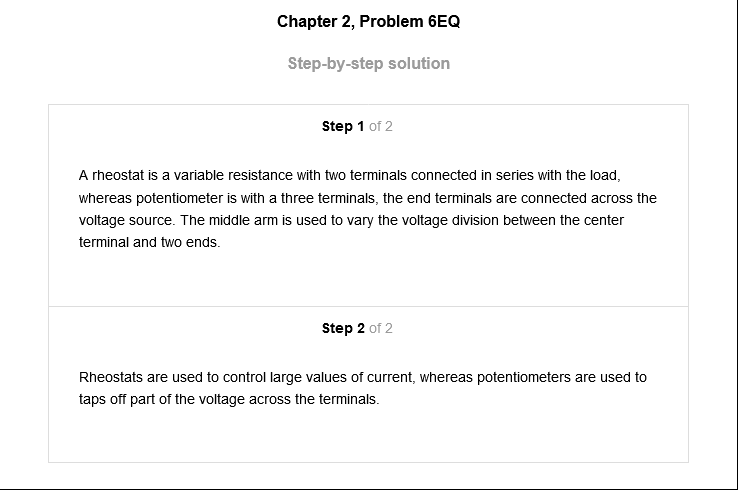 Chapter 2, Problem 6EQ
Step-by-step solution
Step 1 of 2
A rheostat is a variable resistance with two terminals connected in series with the load,
whereas potentiometer is with a three terminals, the end terminals are connected across the
voltage source. The middle arm is used to vary the voltage division between the center
terminal and two ends.
Step 2 of 2
Rheostats are used to control large values of current, whereas potentiometers are used to
taps off part of the voltage across the terminals.